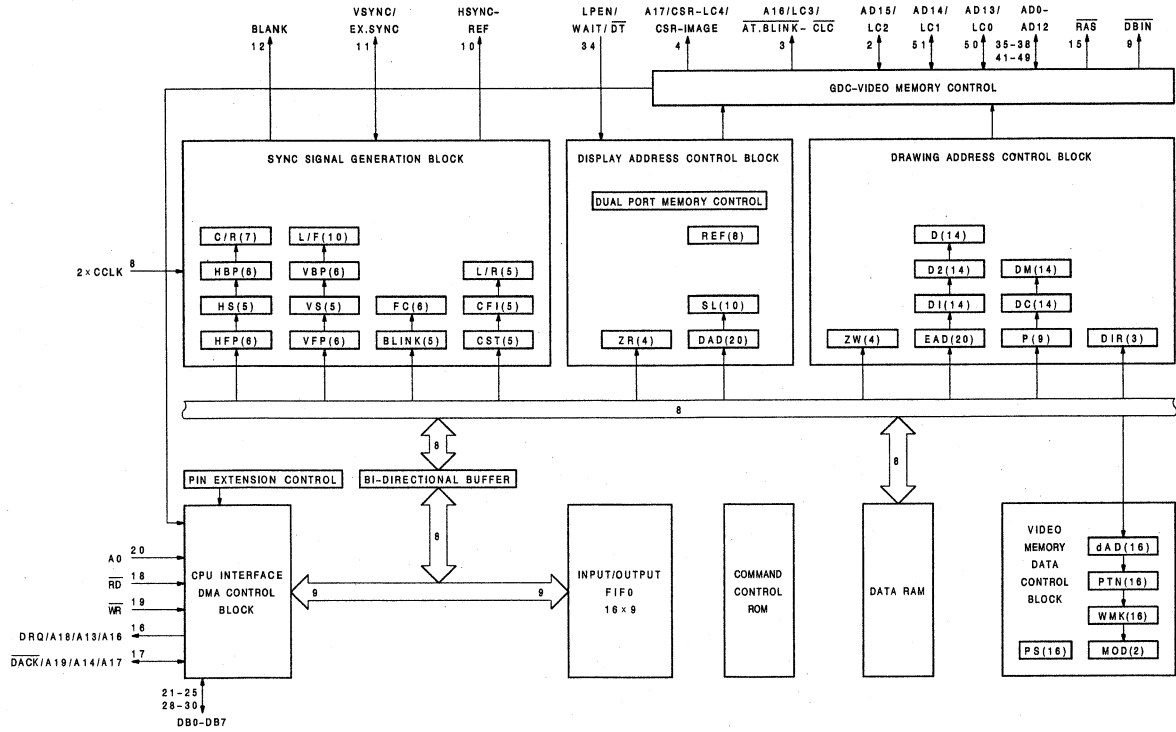 BLANK
12
VSYNC/
EX.SYNC
11
HSYNC-
REF
10
LPEN/
WAIT/DT
34
A17/CSR-LC4/
CSR-IMAGE
4
A16/LC3/
AT.BLINK- CLC
3
AD15/
LC2
2
AD14/
LC1
51
AD13/
LC0
50
AD0-
AD12
35-38
41-49
RAS
15
DBIN
9
GDC-VIDEO MEMORY CONTROL
SYNC SIGNAL GENERATION BLOCK
C/R(7)
L/F(10)
HBP(6)
VBP(6)
L/R(5)
HS(5)
VS(5)
FC(6)
CFI(5)
HFP(6)
VFP(6)
BLINK(5)
CST(5)
2×CCLK
8
DISPLAY ADDRESS CONTROL BLOCK
DUAL PORT MEMORY CONTROL
REF(8)
SL(10)
ZR(4)
DAD(20)
DRAWING ADDRESS CONTROL BLOCK
D(14)
D2(14)
DM(14)
DI(14)
DC(14)
ZW(4)
EAD(20)
P(9)
DIR(3)
8
8
8
PIN EXTENSION CONTROL
BI-DIRECTIONAL BUFFER
8
CPU INTERFACE
DMA CONTROL
BLOCK
9
9
INPUT/OUTPUT
FIFO
16×9
COMMAND
CONTROL
ROM
DATA RAM
VIDEO
MEMORY
DATA
CONTROL
BLOCK
dAD(16)
PTN(16)
WMK(16)
PS(16)
MOD(2)
A0
20
RD
18
WR
19
DRQ/A18/A13/A16
16
DACK/A19/A14/A17
17
21-25
28-30
DB0-DB7